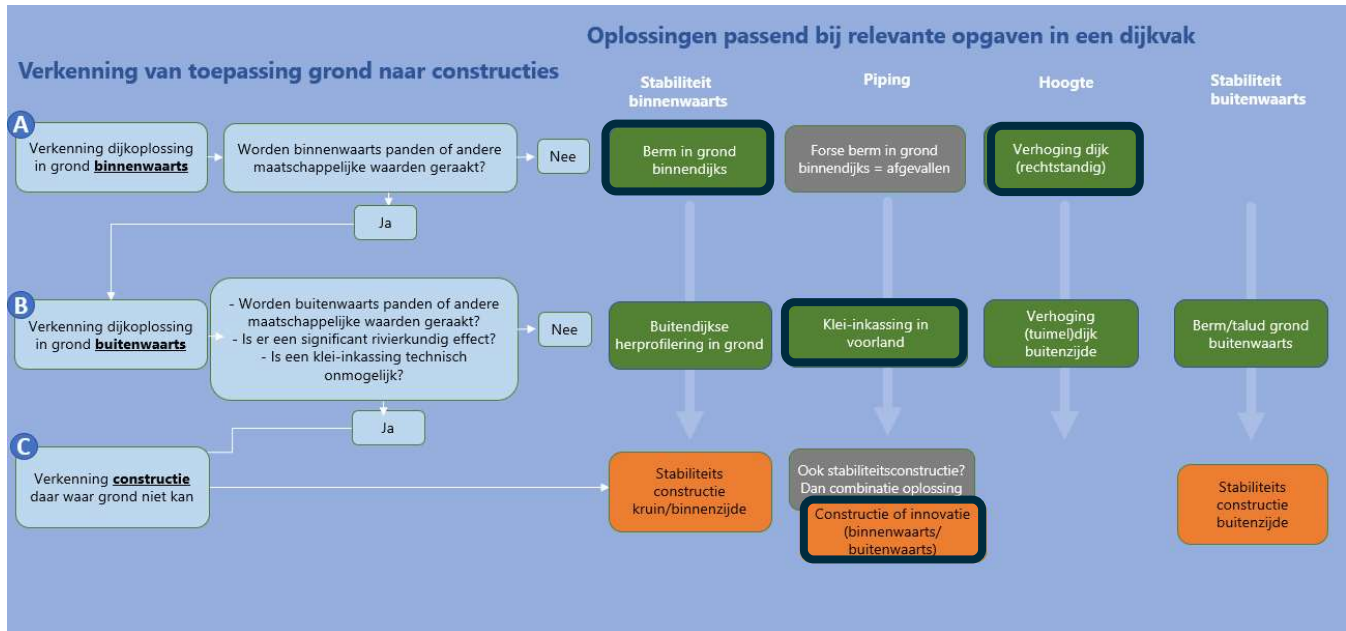 Oplossingen passend bij relevante opgaven in een dijkvak
Verkenning van toepassing grond naar constructies
Stabiliteit
binnenwaarts
Piping
Hoogte
Stabiliteit
buitenwaarts
A
Verkenning dijkoplossing
in grond binnenwaarts
Worden binnenwaarts panden of andere
maatschappelijke waarden geraakt?
Nee
Berm in grond
binnendijks
Forse berm in grond
binnendijks = afgevallen
Verhoging dijk
(rechtstandig)
Ja
B
Verkenning dijkoplossing
in grond buitenwaarts
- Worden buitenwaarts panden of andere
maatschappelijke waarden geraakt?
- Is er een significant rivierkundig effect?
- Is een klei-inkassing technisch
onmogelijk?
Nee
Buitendijkse
herprofilering in grond
Klei-inkassing in
voorland
Verhoging
(tuimel)dijk
buitenzijde
Berm/talud grond
buitenwaarts
Ja
C
Verkenning constructie
daar waar grond niet kan
Stabiliteits
constructie
kruin/binnenzijde
Ook stabiliteitsconstructie?
Dan combinatie oplossing
Constructie of innovatie
(binnenwaarts/
buitenwaarts)
Stabiliteits
constructie
buitenzijde